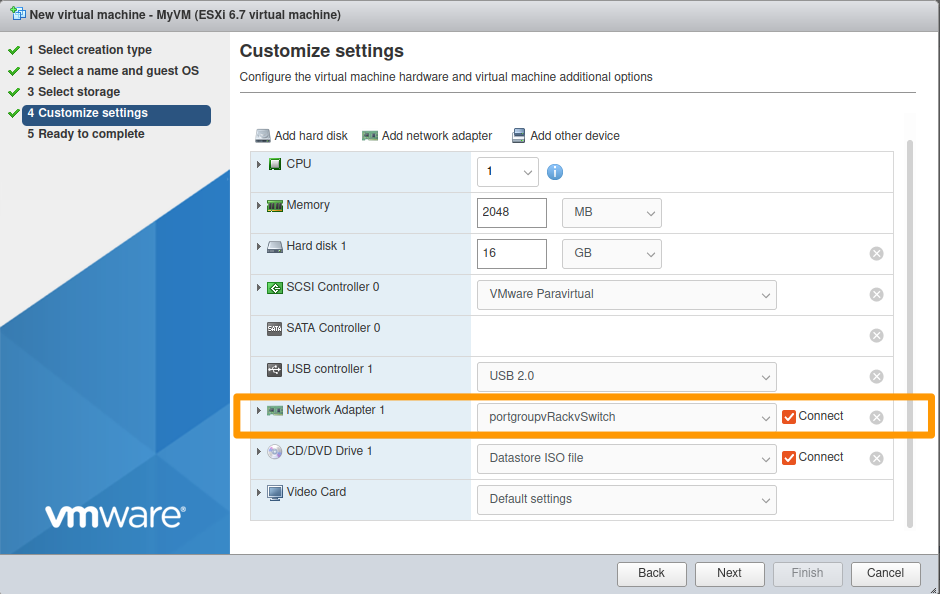 New virtual machine - MyVM (ESXi 6.7 virtual machine)
1 Select creation type
2 Select a name and guest OS
3 Select storage
4 Customize settings
5 Ready to complete
vmware®
Customize settings
Configure the virtual machine hardware and virtual machine additional options
Add hard disk Add network adapter Add other device
CPU 1 i
Memory 2048 MB
Hard disk 1 16 GB
SCSI Controller 0 VMware Paravirtual
SATA SATA Controller 0
USB controller 1 USB 2.0
Network Adapter 1 portgroupvRackvSwitch Connect
CD/DVD Drive 1 Datastore ISO file Connect
Video Card Default settings
Back Next Finish Cancel